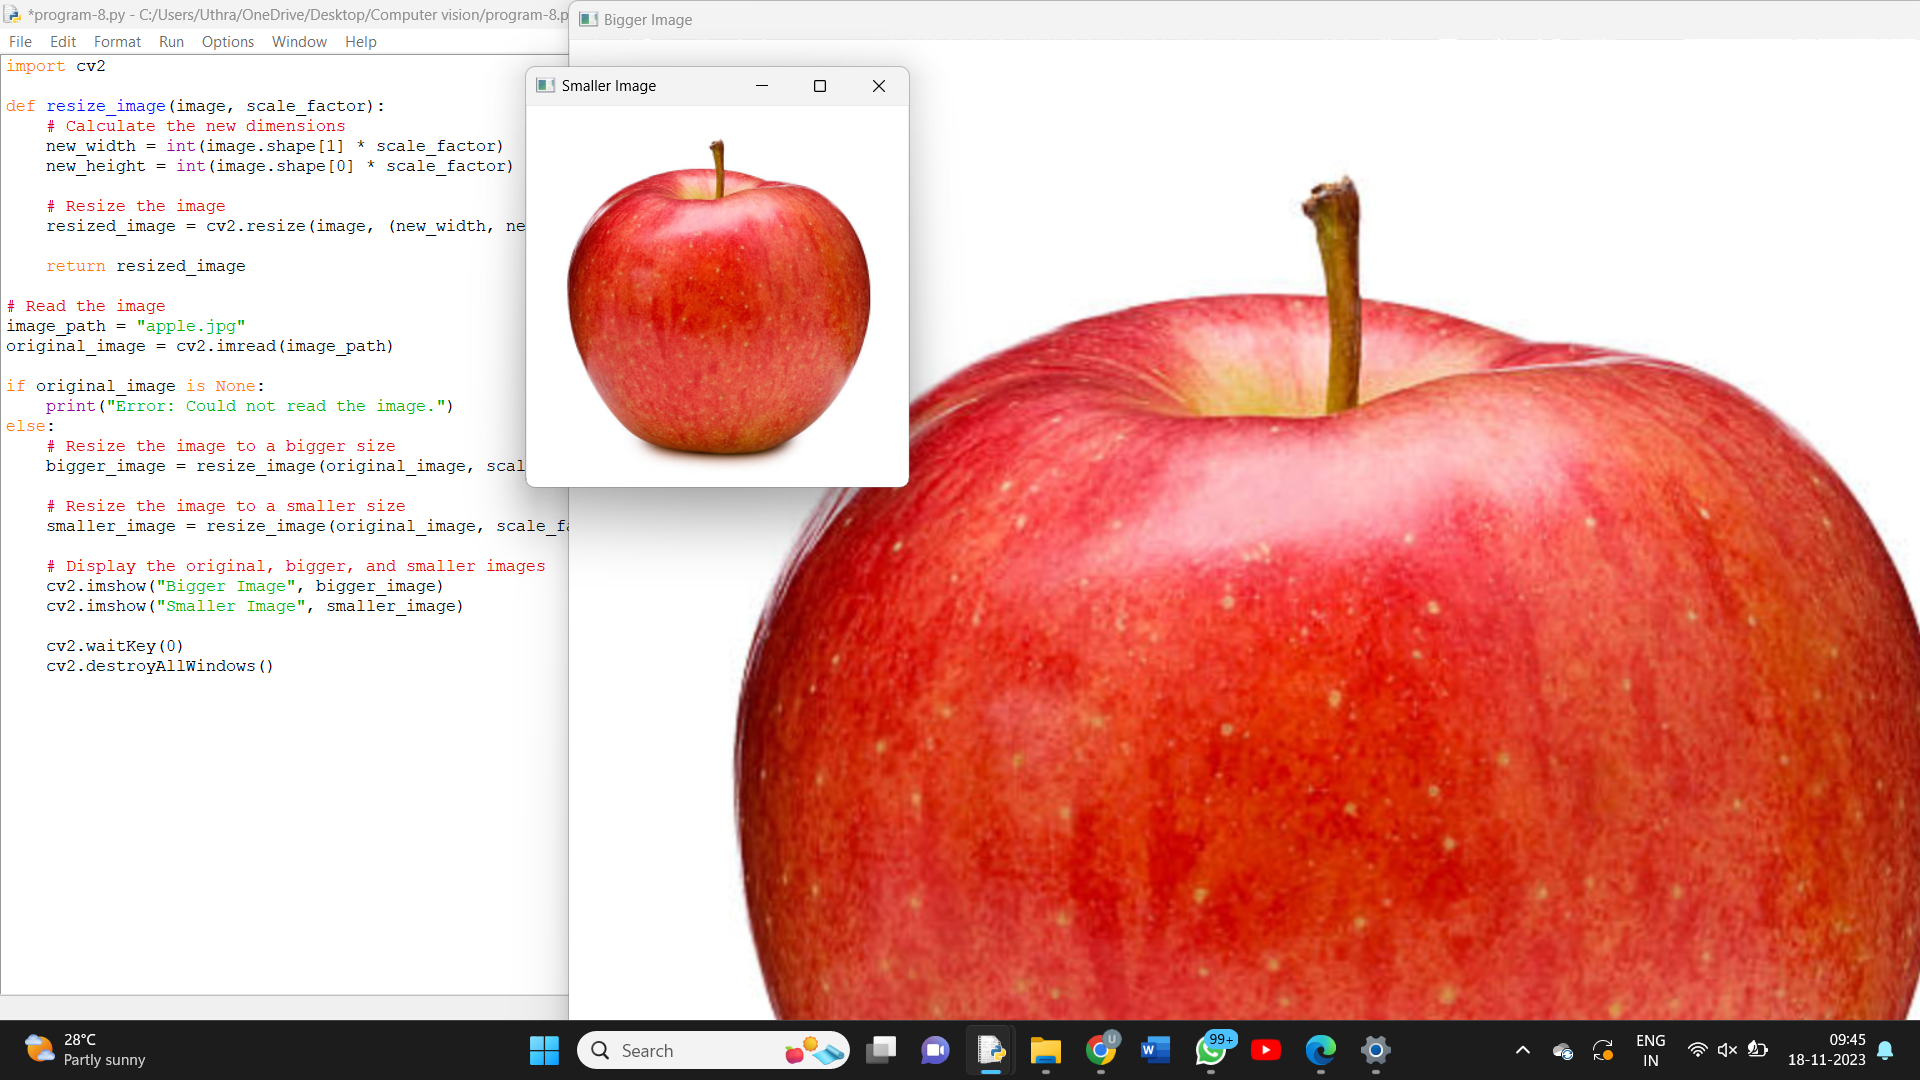 *program-8.py - C:/Users/Uthra/OneDrive/Desktop/Computer vision/program-8.p
File Edit Format Run Options Window Help
import cv2
def resize_image(image, scale_factor):
    # Calculate the new dimensions
    new_width = int(image.shape[1] * scale_factor)
    new_height = int(image.shape[0] * scale_factor)
    # Resize the image
    resized_image = cv2.resize(image, (new_width, ne
    return resized_image
# Read the image
image_path = "apple.jpg"
original_image = cv2.imread(image_path)
if original_image is None:
    print("Error: Could not read the image.")
else:
    # Resize the image to a bigger size
    bigger_image = resize_image(original_image, scal
    # Resize the image to a smaller size
    smaller_image = resize_image(original_image, scale_fa
    # Display the original, bigger, and smaller images
    cv2.imshow("Bigger Image", bigger_image)
    cv2.imshow("Smaller Image", smaller_image)
    cv2.waitKey(0)
    cv2.destroyAllWindows()
Smaller Image
Bigger Image
28°C
Partly sunny
Search
U
W
99+
ENG
IN
09:45
18-11-2023